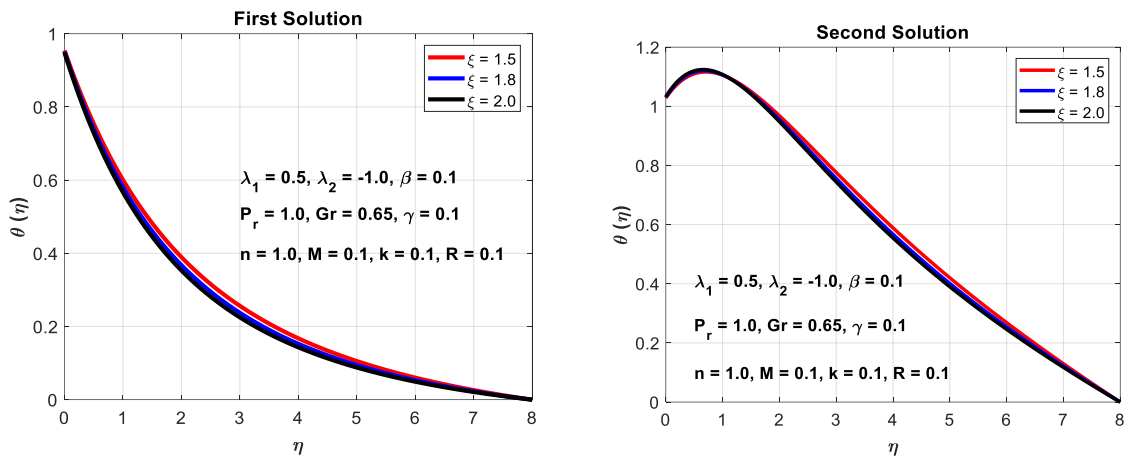 First Solution
1
0.8
0.6
0.4
0.2
0
θ (η)
0 1 2 3 4 5 6 7 8
η
ξ = 1.5
ξ = 1.8
ξ = 2.0
λ₁ = 0.5, λ₂ = -1.0, β = 0.1
Pᵣ = 1.0, Gr = 0.65, γ = 0.1
n = 1.0, M = 0.1, k = 0.1, R = 0.1
Second Solution
1.2
1
0.8
0.6
0.4
0.2
0
θ (η)
0 1 2 3 4 5 6 7 8
η
ξ = 1.5
ξ = 1.8
ξ = 2.0
λ₁ = 0.5, λ₂ = -1.0, β = 0.1
Pᵣ = 1.0, Gr = 0.65, γ = 0.1
n = 1.0, M = 0.1, k = 0.1, R = 0.1